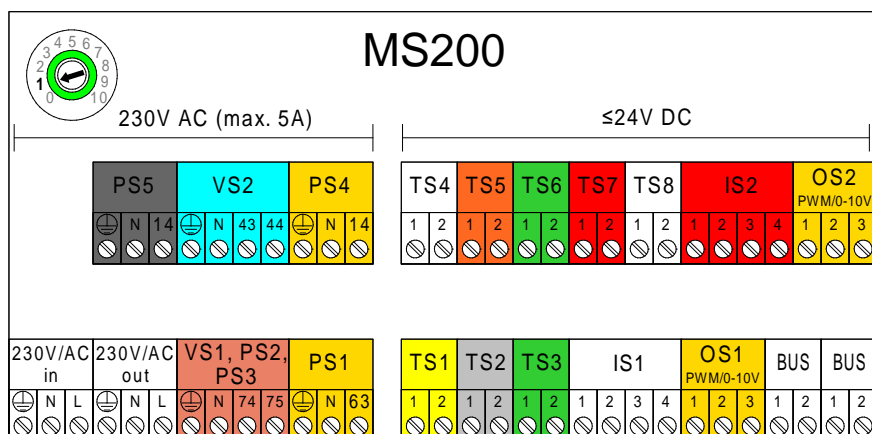 MS200
0 1 2 3 4 5 6 7 8 9 10
230V AC (max. 5A)
≤24V DC
PS5 VS2 PS4 TS4 TS5 TS6 TS7 TS8 IS2 OS2
PWM/0-10V
N 14 N 43 44 N 14 1 2 1 2 1 2 1 2 1 2 1 2 3 4 1 2 3
230V/AC 230V/AC VS1, PS2, PS1 TS1 TS2 TS3 IS1 OS1 BUS BUS
in out PS3 PWM/0-10V
N L N L N 74 75 N 63 1 2 1 2 1 2 1 2 3 4 1 2 3 1 2 1 2